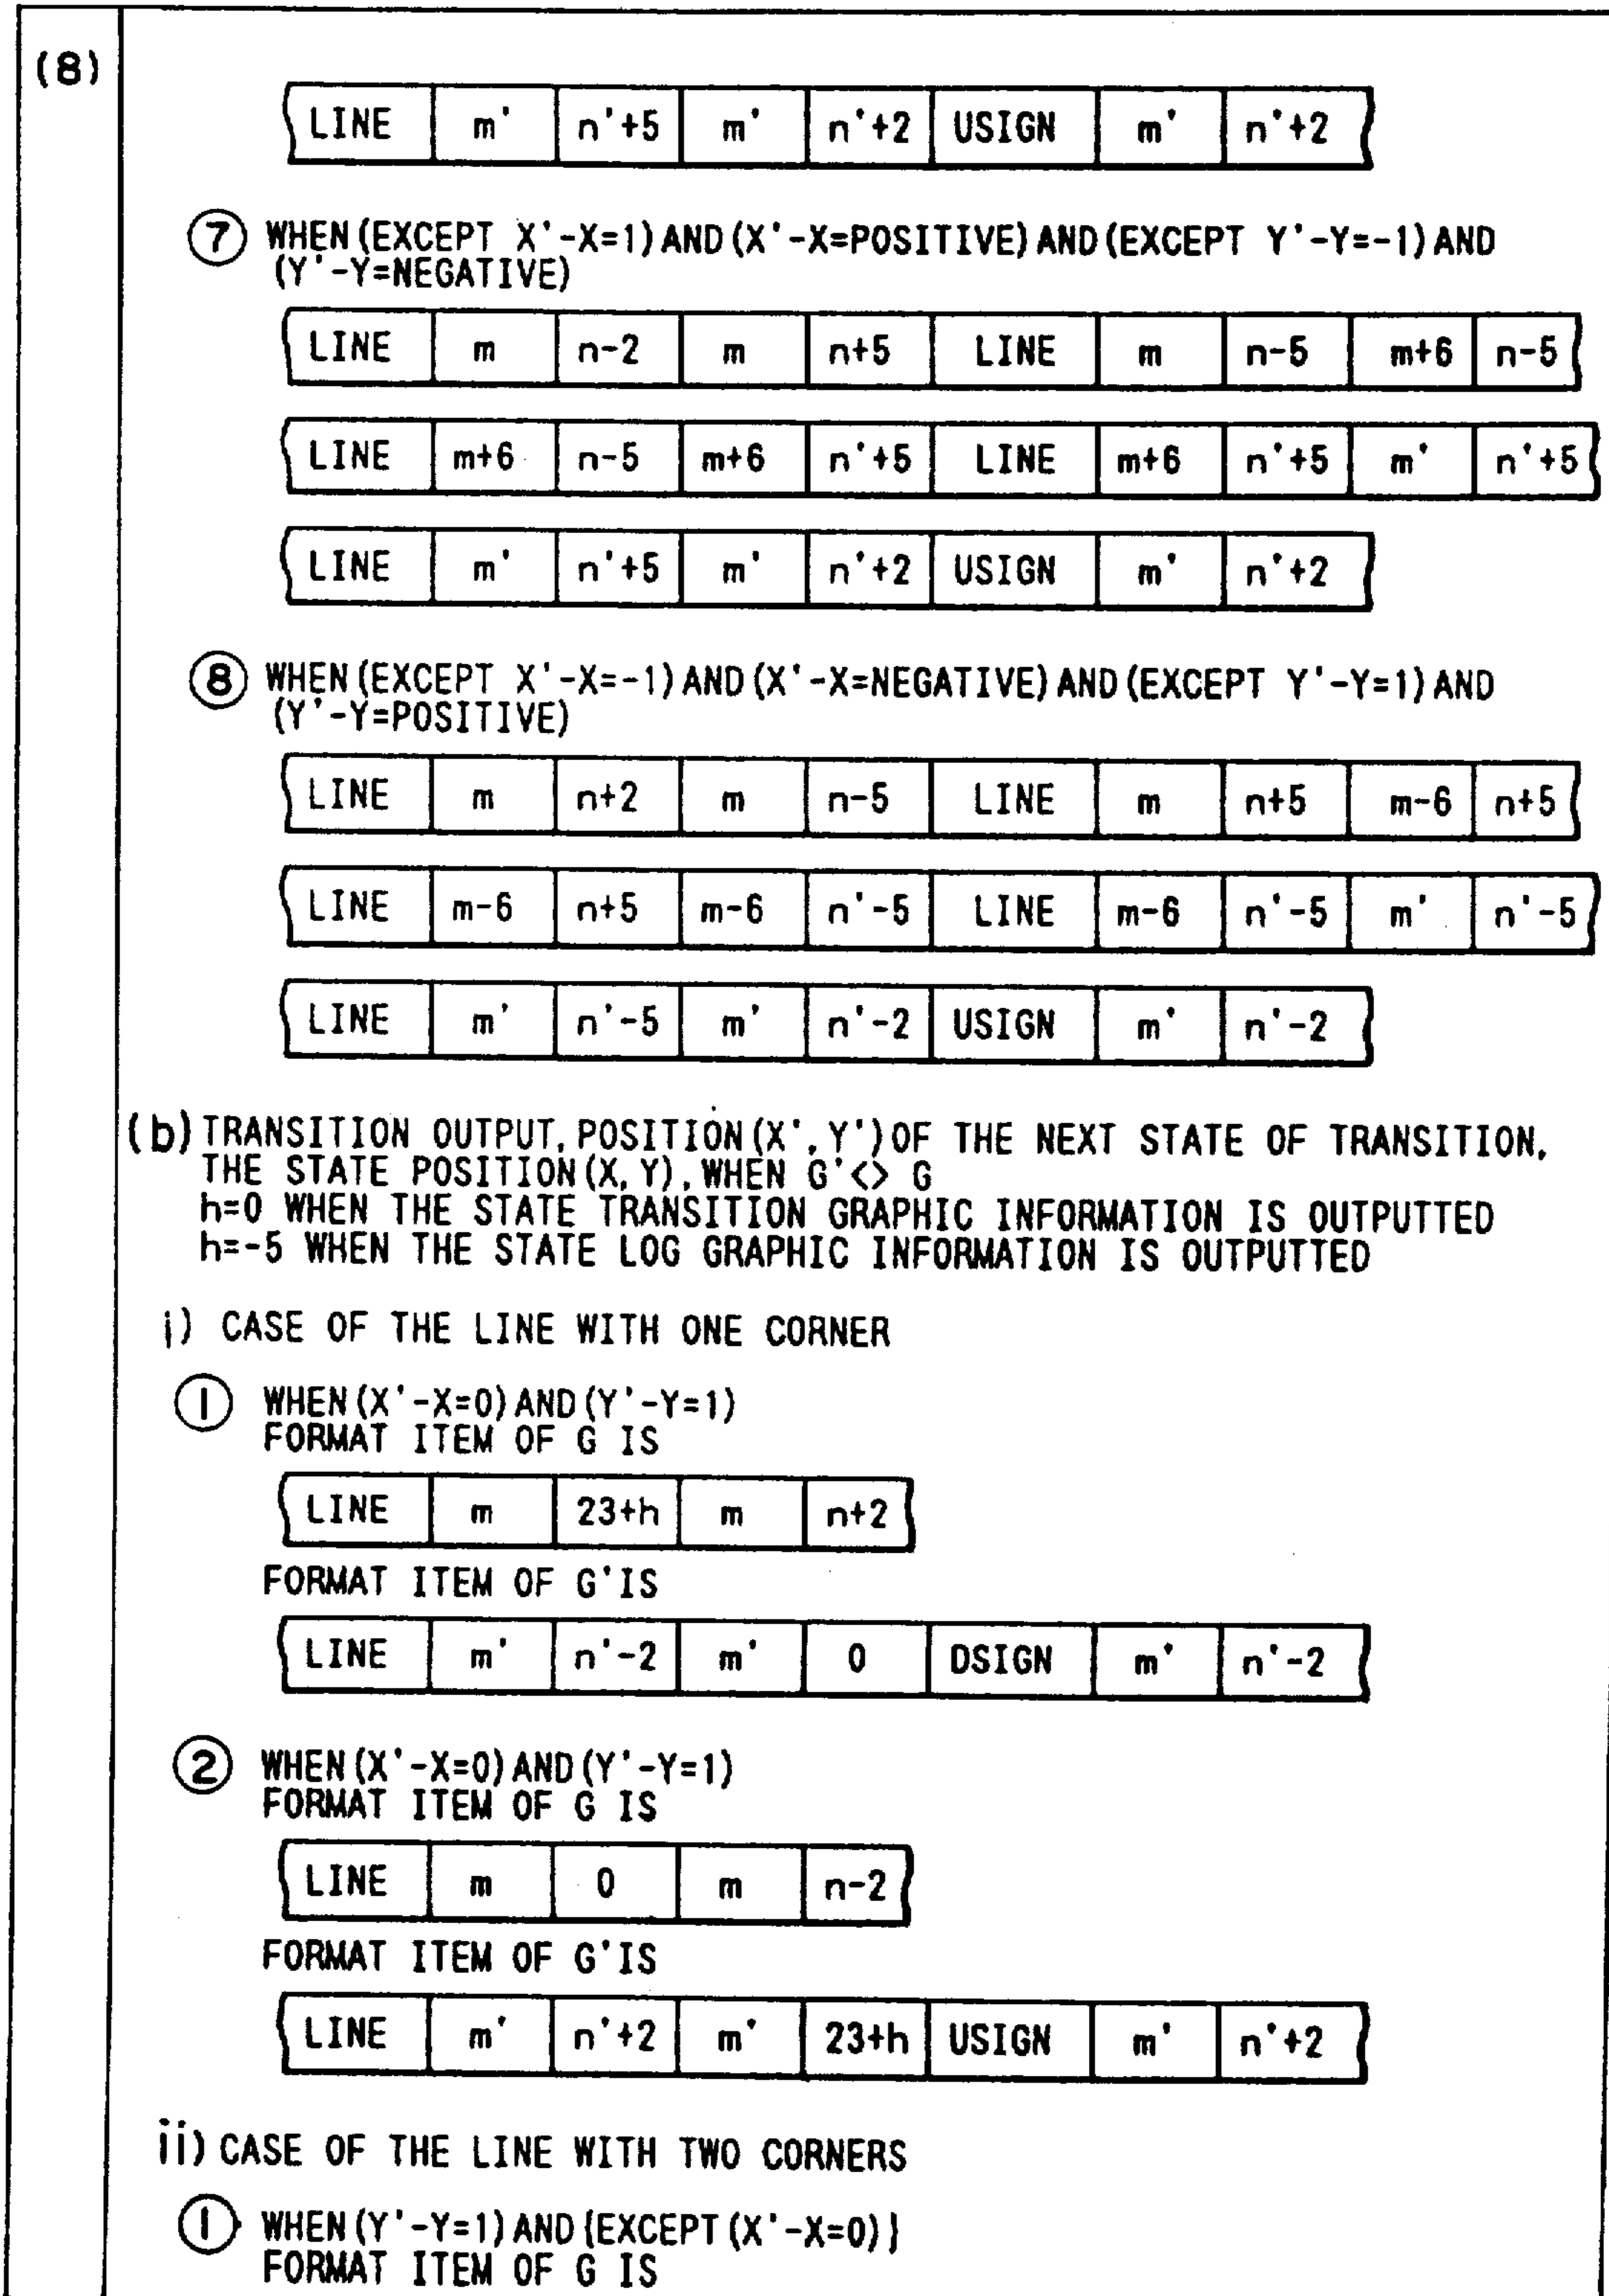 (8)
LINE m' n'+5 m' n'+2 USIGN m' n'+2
⑦ WHEN(EXCEPT X'-X=1)AND(X'-X=POSITIVE)AND(EXCEPT Y'-Y=-1)AND
(Y'-Y=NEGATIVE)
LINE m n-2 m n+5 LINE m n-5 m+6 n-5
LINE m+6 n-5 m+6 n'+5 LINE m+6 n'+5 m' n'+5
LINE m' n'+5 m' n'+2 USIGN m' n'+2
⑧ WHEN(EXCEPT X'-X=-1)AND(X'-X=NEGATIVE)AND(EXCEPT Y'-Y=1)AND
(Y'-Y=POSITIVE)
LINE m n+2 m n-5 LINE m n+5 m-6 n+5
LINE m-6 n+5 m-6 n'-5 LINE m-6 n'-5 m' n'-5
LINE m' n'-5 m' n'-2 USIGN m' n'-2
(b) TRANSITION OUTPUT, POSITION(X',Y')OF THE NEXT STATE OF TRANSITION,
THE STATE POSITION(X,Y), WHEN G'<> G
h=0 WHEN THE STATE TRANSITION GRAPHIC INFORMATION IS OUTPUTTED
h=-5 WHEN THE STATE LOG GRAPHIC INFORMATION IS OUTPUTTED
i) CASE OF THE LINE WITH ONE CORNER
① WHEN(X'-X=0)AND(Y'-Y=1)
FORMAT ITEM OF G IS
LINE m 23+h m n+2
FORMAT ITEM OF G'IS
LINE m' n'-2 m' 0 DSIGN m' n'-2
② WHEN(X'-X=0)AND(Y'-Y=1)
FORMAT ITEM OF G IS
LINE m 0 m n-2
FORMAT ITEM OF G'IS
LINE m' n'+2 m' 23+h USIGN m' n'+2
ii) CASE OF THE LINE WITH TWO CORNERS
① WHEN(Y'-Y=1)AND{EXCEPT(X'-X=0)}
FORMAT ITEM OF G IS